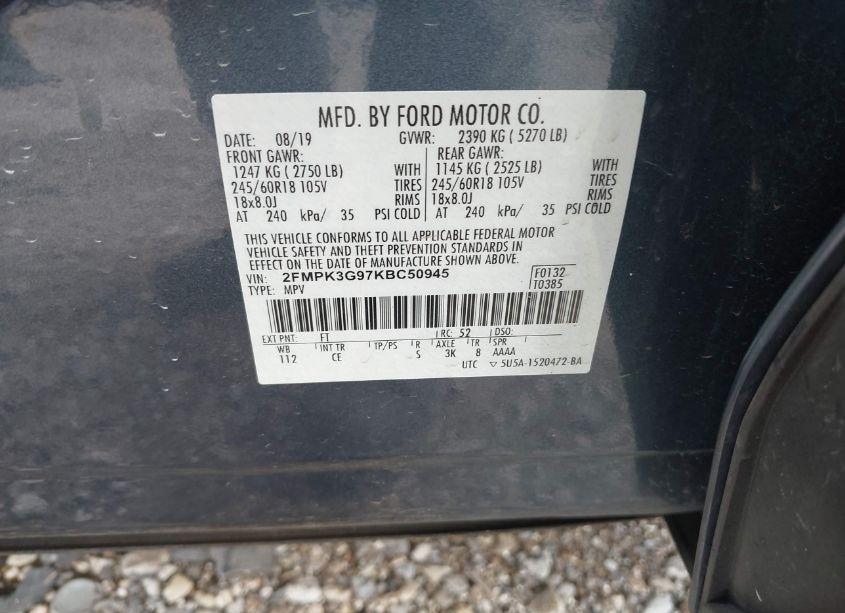 MFD. BY FORD MOTOR CO.
DATE: 08/19 GVWR: 2390 KG ( 5270 LB)
FRONT GAWR: REAR GAWR:
1247 KG ( 2750 LB) WITH 1145 KG ( 2525 LB) WITH
245/60R18 105V TIRES 245/60R18 105V TIRES
18x8.0J RIMS 18x8.0J RIMS
AT 240 kPa/ 35 PSI COLD AT 240 kPa/ 35 PSI COLD
THIS VEHICLE CONFORMS TO ALL APPLICABLE FEDERAL MOTOR
VEHICLE SAFETY AND THEFT PREVENTION STANDARDS IN
EFFECT ON THE DATE OF MANUFACTURE SHOWN ABOVE.
VIN: 2FMPK3G97KBC50945 F0132
TYPE: MPV T0385
EXT PNT: FT RC: 52 DSO:
WB INT TR TP/PS R AXLE TR SPR
112 CE S 3K 8 AAAA
UTC ▽ 5U5A-1520472-BA